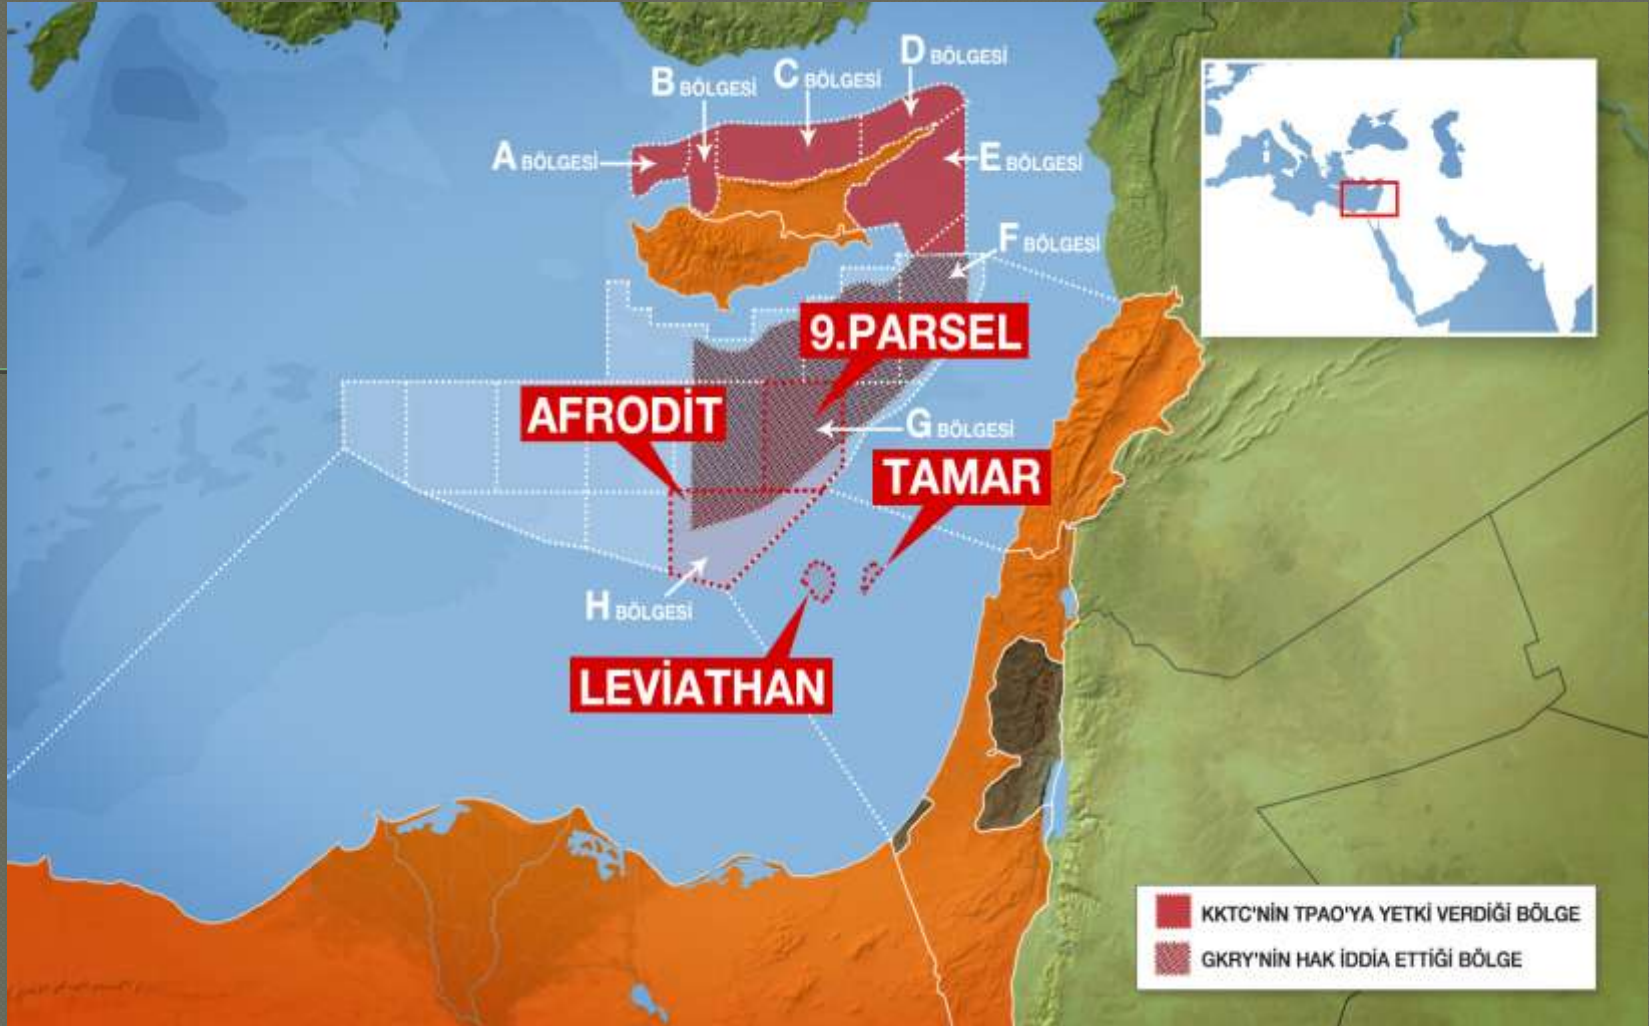 D BÖLGESİ
C BÖLGESİ
B BÖLGESİ
A BÖLGESİ
E BÖLGESİ
F BÖLGESİ
9.PARSEL
AFRODİT
G BÖLGESİ
TAMAR
H BÖLGESİ
LEVİATHAN
KKTC'NİN TPAO'YA YETKİ VERDİĞİ BÖLGE
GKRY'NİN HAK İDDİA ETTİĞİ BÖLGE